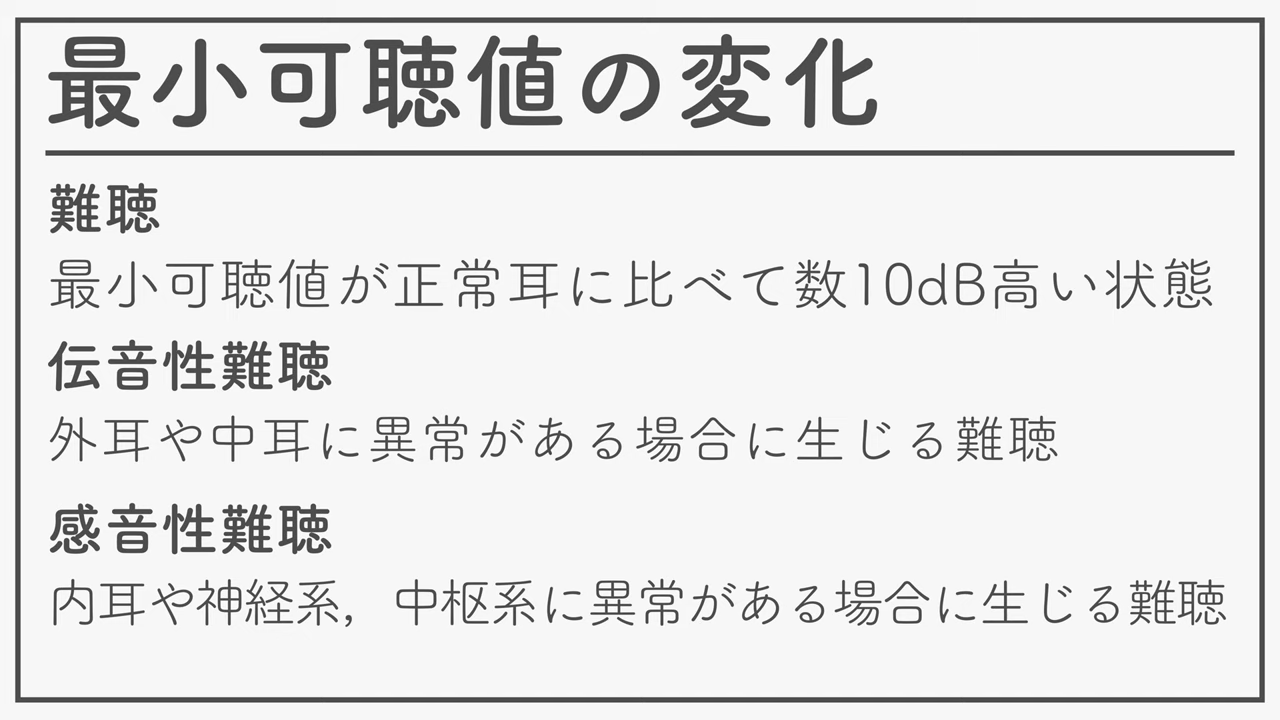 最小可聴値の変化
難聴
最小可聴値が正常耳に比べて数10dB高い状態
伝音性難聴
外耳や中耳に異常がある場合に生じる難聴
感音性難聴
内耳や神経系，中枢系に異常がある場合に生じる難聴